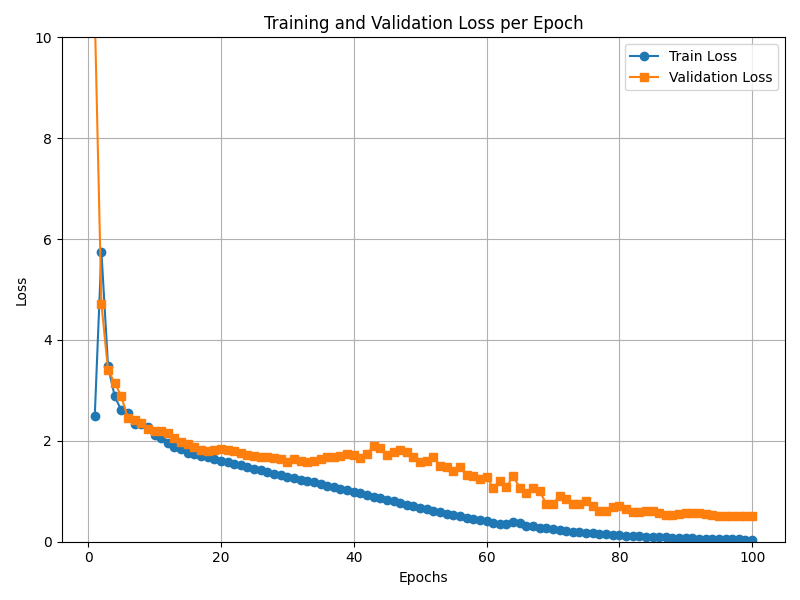 Training and Validation Loss per Epoch
Train Loss
Validation Loss
Loss
10
8
6
4
2
0
0 20 40 60 80 100
Epochs